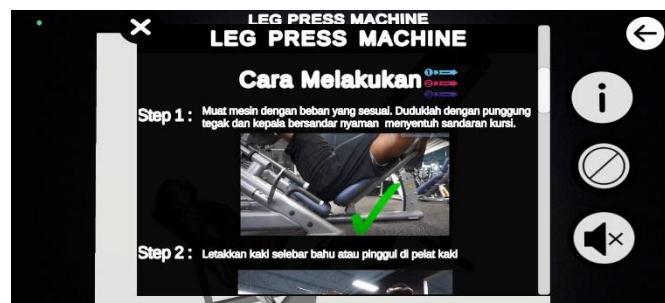 LEG PRESS MACHINE
LEG PRESS MACHINE
Cara Melakukan
Step 1 : Muat mesin dengan beban yang sesuai. Duduklah dengan punggung
tegak dan kepala bersandar nyaman menyentuh sandaran kursi.
Step 2 : Letakkan kaki selebar bahu atau pinggul di pelat kaki